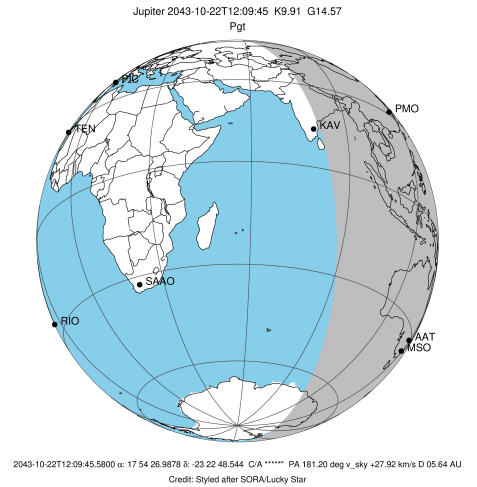 Jupiter 2043-10-22T12:09:45 K9.91 G14.57
Pgt
PIC
TEN
KAV
PMO
SAAO
RIO
AAT
MSO
2043-10-22T12:09:45.5800 α: 17 54 26.9878 δ: -23 22 48.544 C/A *****" PA 181.20 deg v_sky +27.92 km/s D 05.64 AU
Credit: Styled after SORA/Lucky Star